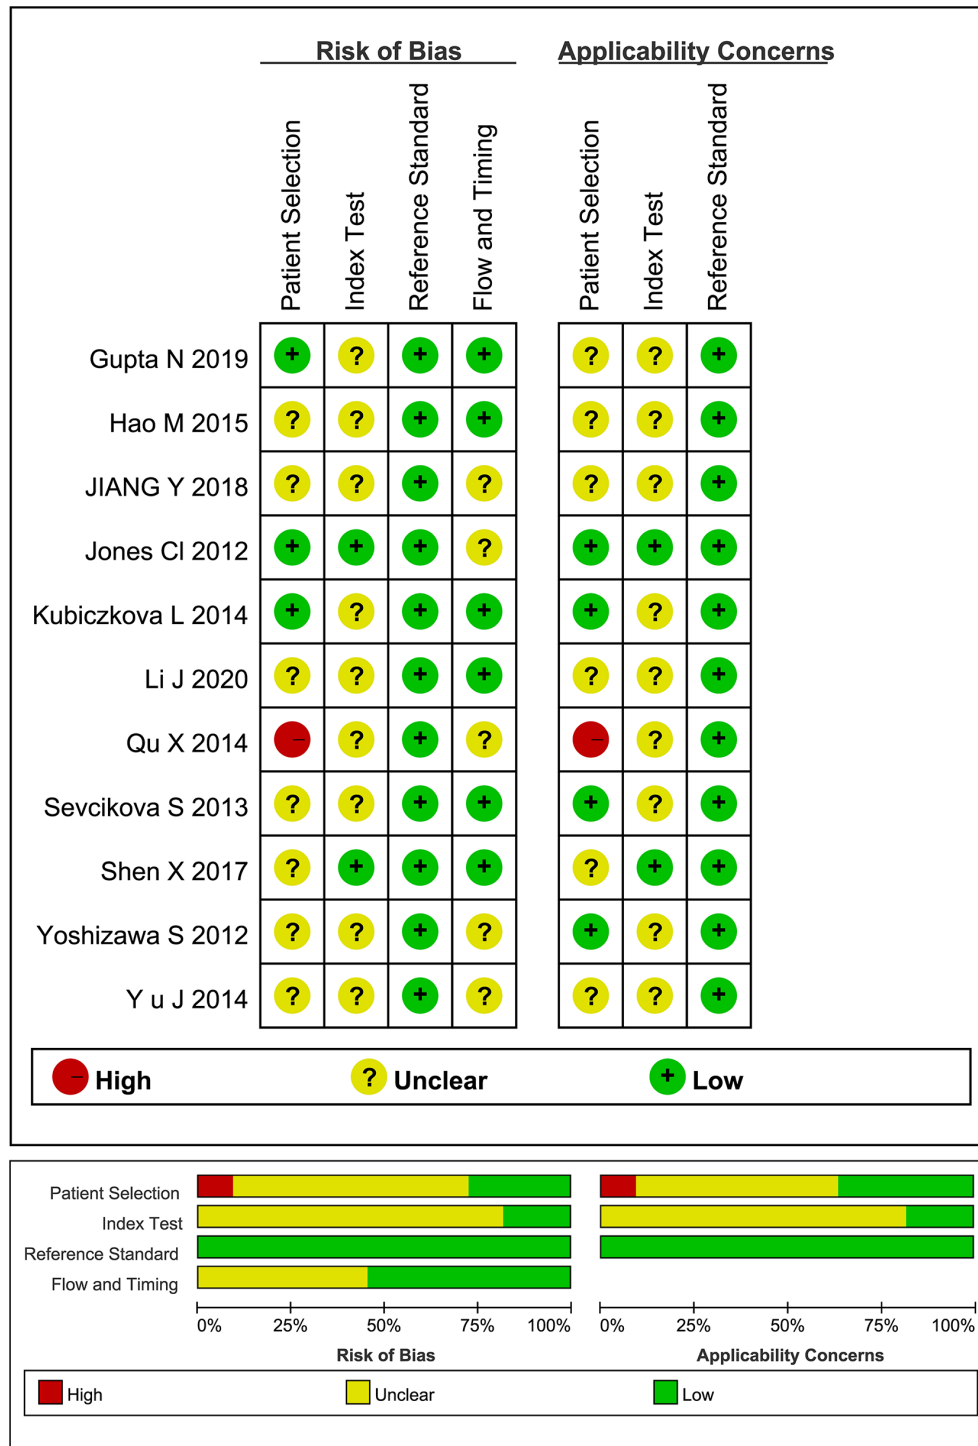 Risk of Bias Applicability Concerns
Patient Selection
Index Test
Reference Standard
Flow and Timing
Patient Selection
Index Test
Reference Standard
Gupta N 2019 + ? + + ? ? +
Hao M 2015 ? ? + + ? ? +
JIANG Y 2018 ? ? + ? ? ? +
Jones CI 2012 + + + ? + + +
Kubiczkova L 2014 + ? + + + ? +
Li J 2020 ? ? + + ? ? +
Qu X 2014 – ? + ? – ? +
Sevcikova S 2013 ? ? + + + ? +
Shen X 2017 ? + + + ? + +
Yoshizawa S 2012 ? ? + ? + ? +
Y u J 2014 ? ? + ? ? ? +
– High ? Unclear + Low
Patient Selection
Index Test
Reference Standard
Flow and Timing
0% 25% 50% 75% 100% 0% 25% 50% 75% 100%
Risk of Bias Applicability Concerns
High Unclear Low